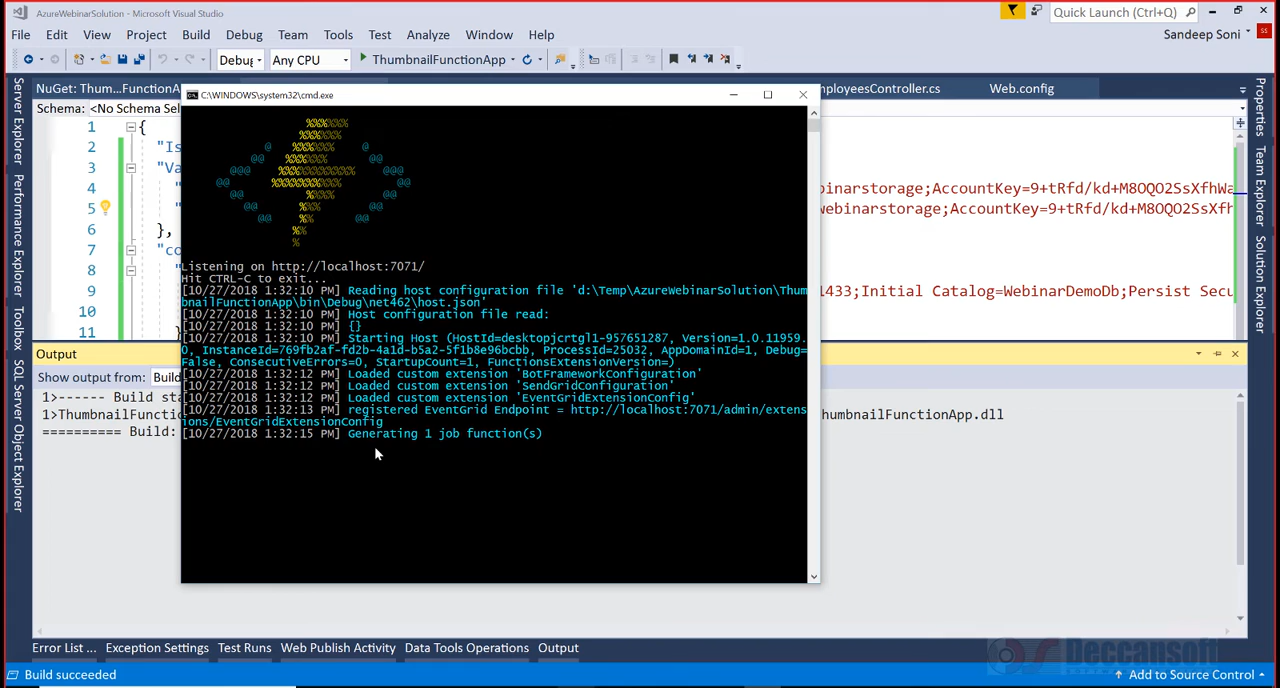 AzureWebinarSolution - Microsoft Visual Studio
Quick Launch (Ctrl+Q)
File Edit View Project Build Debug Team Tools Test Analyze Window Help
Sandeep Soni
SS
Debug Any CPU ThumbnailFunctionApp
NuGet: Thum...FunctionA
ployeesController.cs
Web.config
Schema: <No Schema Sel
C:\WINDOWS\system32\cmd.exe
1 {
2 "Is
3 "Va
4 "
binarstorage;AccountKey=9+tRfd/kd+M8OQO2SsXfhWa
5 "
webinarstorage;AccountKey=9+tRfd/kd+M8OQO2SsXfh
6 },
7 "co
8
9
1433;Initial Catalog=WebinarDemoDb;Persist Secu
10
11 }
Listening on http://localhost:7071/
Hit CTRL-C to exit...
[10/27/2018 1:32:10 PM] Reading host configuration file 'd:\Temp\AzureWebinarSolution\Thum
bnailFunctionApp\bin\Debug\net462\host.json'
[10/27/2018 1:32:10 PM] Host configuration file read:
[10/27/2018 1:32:10 PM] {}
[10/27/2018 1:32:10 PM] Starting Host (HostId=desktopjcrtgl1-957651287, Version=1.0.11959.
0, InstanceId=769fb2af-fd2b-4a1d-b5a2-5f1b8e96bcbb, ProcessId=25032, AppDomainId=1, Debug=
False, ConsecutiveErrors=0, StartupCount=1, FunctionsExtensionVersion=)
[10/27/2018 1:32:12 PM] Loaded custom extension 'BotFrameworkConfiguration'
[10/27/2018 1:32:12 PM] Loaded custom extension 'SendGridConfiguration'
[10/27/2018 1:32:12 PM] Loaded custom extension 'EventGridExtensionConfig'
[10/27/2018 1:32:13 PM] registered EventGrid Endpoint = http://localhost:7071/admin/extens
ions/EventGridExtensionConfig
[10/27/2018 1:32:15 PM] Generating 1 job function(s)
Server Explorer
Performance Explorer
Toolbox
SQL Server Object Explorer
Properties
Team Explorer
Solution Explorer
Output
Show output from: Build
1>------ Build sta
1>ThumbnailFunctio
humbnailFunctionApp.dll
========== Build:
Error List ... Exception Settings Test Runs Web Publish Activity Data Tools Operations Output
Deccansoft
Build succeeded
Add to Source Control